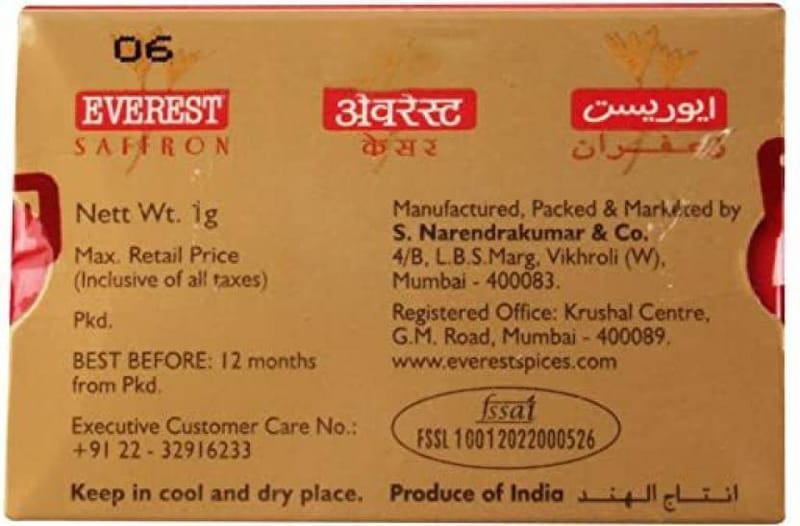 06
EVEREST
SAFFRON
अेवरेस्ट
केसर
ايوريست
زعفران
Nett Wt. 1g
Max. Retail Price
(Inclusive of all taxes)
Pkd.
BEST BEFORE: 12 months
from Pkd.
Executive Customer Care No.:
+91 22 - 32916233
Keep in cool and dry place.
Manufactured, Packed & Marketed by
S. Narendrakumar & Co.
4/B, L.B.S.Marg, Vikhroli (W),
Mumbai - 400083.
Registered Office: Krushal Centre,
G.M. Road, Mumbai - 400089.
www.everestspices.com
fssai
FSSL 10012022000526
Produce of India انتاج الهند